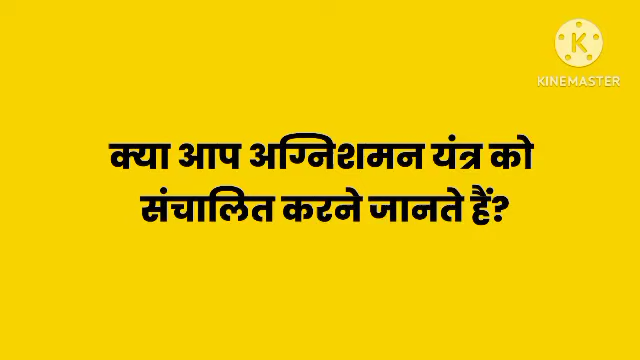 K
KINEMASTER
क्या आप अग्निशमन यंत्र को
संचालित करने जानते हैं?